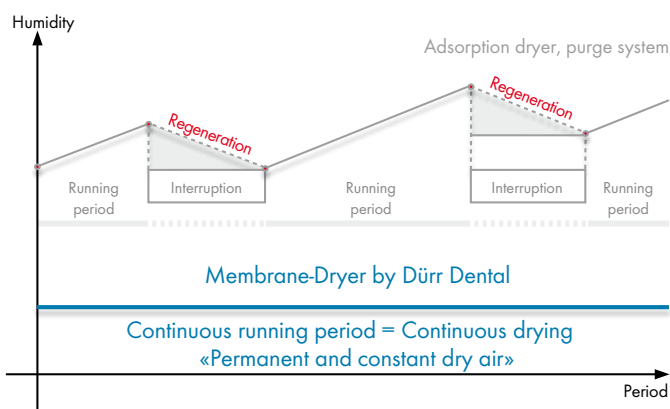 Humidity
Adsorption dryer, purge system
Regeneration
Regeneration
Running
period
Interruption
Running
period
Interruption
Running
period
Membrane-Dryer by Dürr Dental
Continuous running period = Continuous drying
«Permanent and constant dry air»
Period